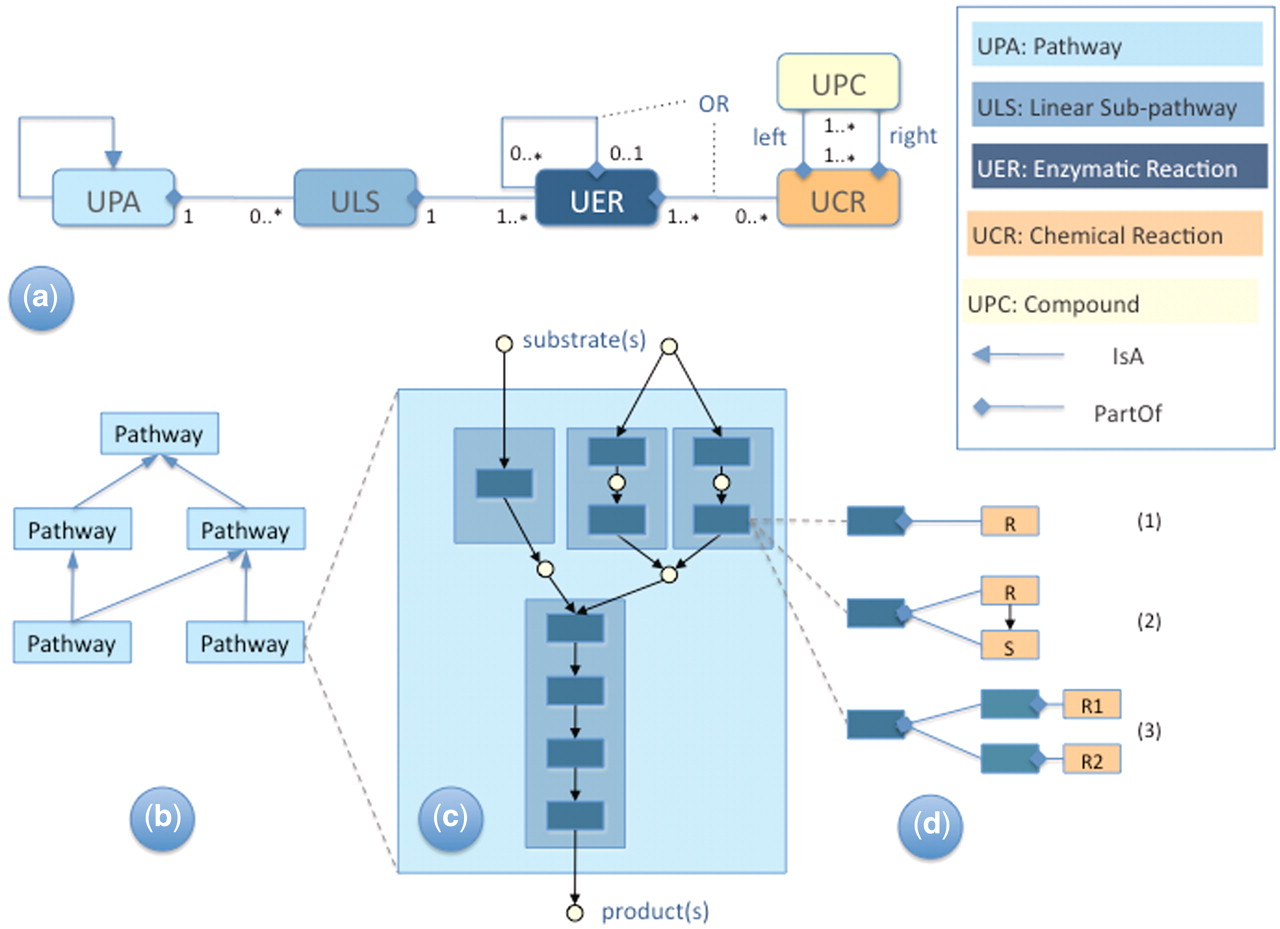 UPA: Pathway
ULS: Linear Sub-pathway
UER: Enzymatic Reaction
UCR: Chemical Reaction
UPC: Compound
IsA
PartOf
OR
UPC
left
1..*
1..*
right
0..*
0..1
UPA
ULS
UER
UCR
1
0..*
1
1..*
1..*
0..*
(a)
substrate(s)
Pathway
Pathway
Pathway
Pathway
Pathway
(b)
(c)
product(s)
R
(1)
R
S
(2)
R1
R2
(3)
(d)